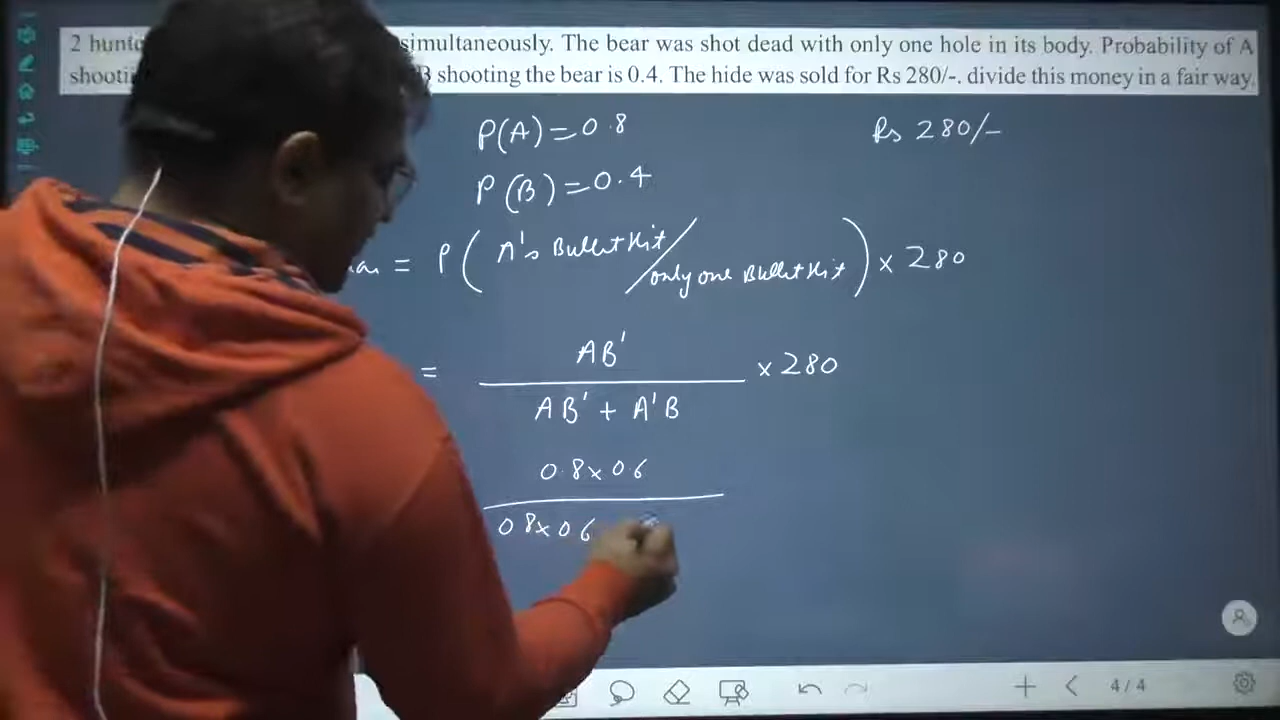 2 simultaneously. The bear was shot dead with only one hole in its body. Probability of A
shooting the bear is 0.4. The hide was sold for Rs 280/-. divide this money in a fair way.
P(A)=0.8 Rs 280/-
P(B)=0.4
= P( A's Bullet Hit / only one Bullet Hit ) × 280
= AB' × 280
AB' + A'B
0.8 × 0.6
0.8 × 0.6
4/4